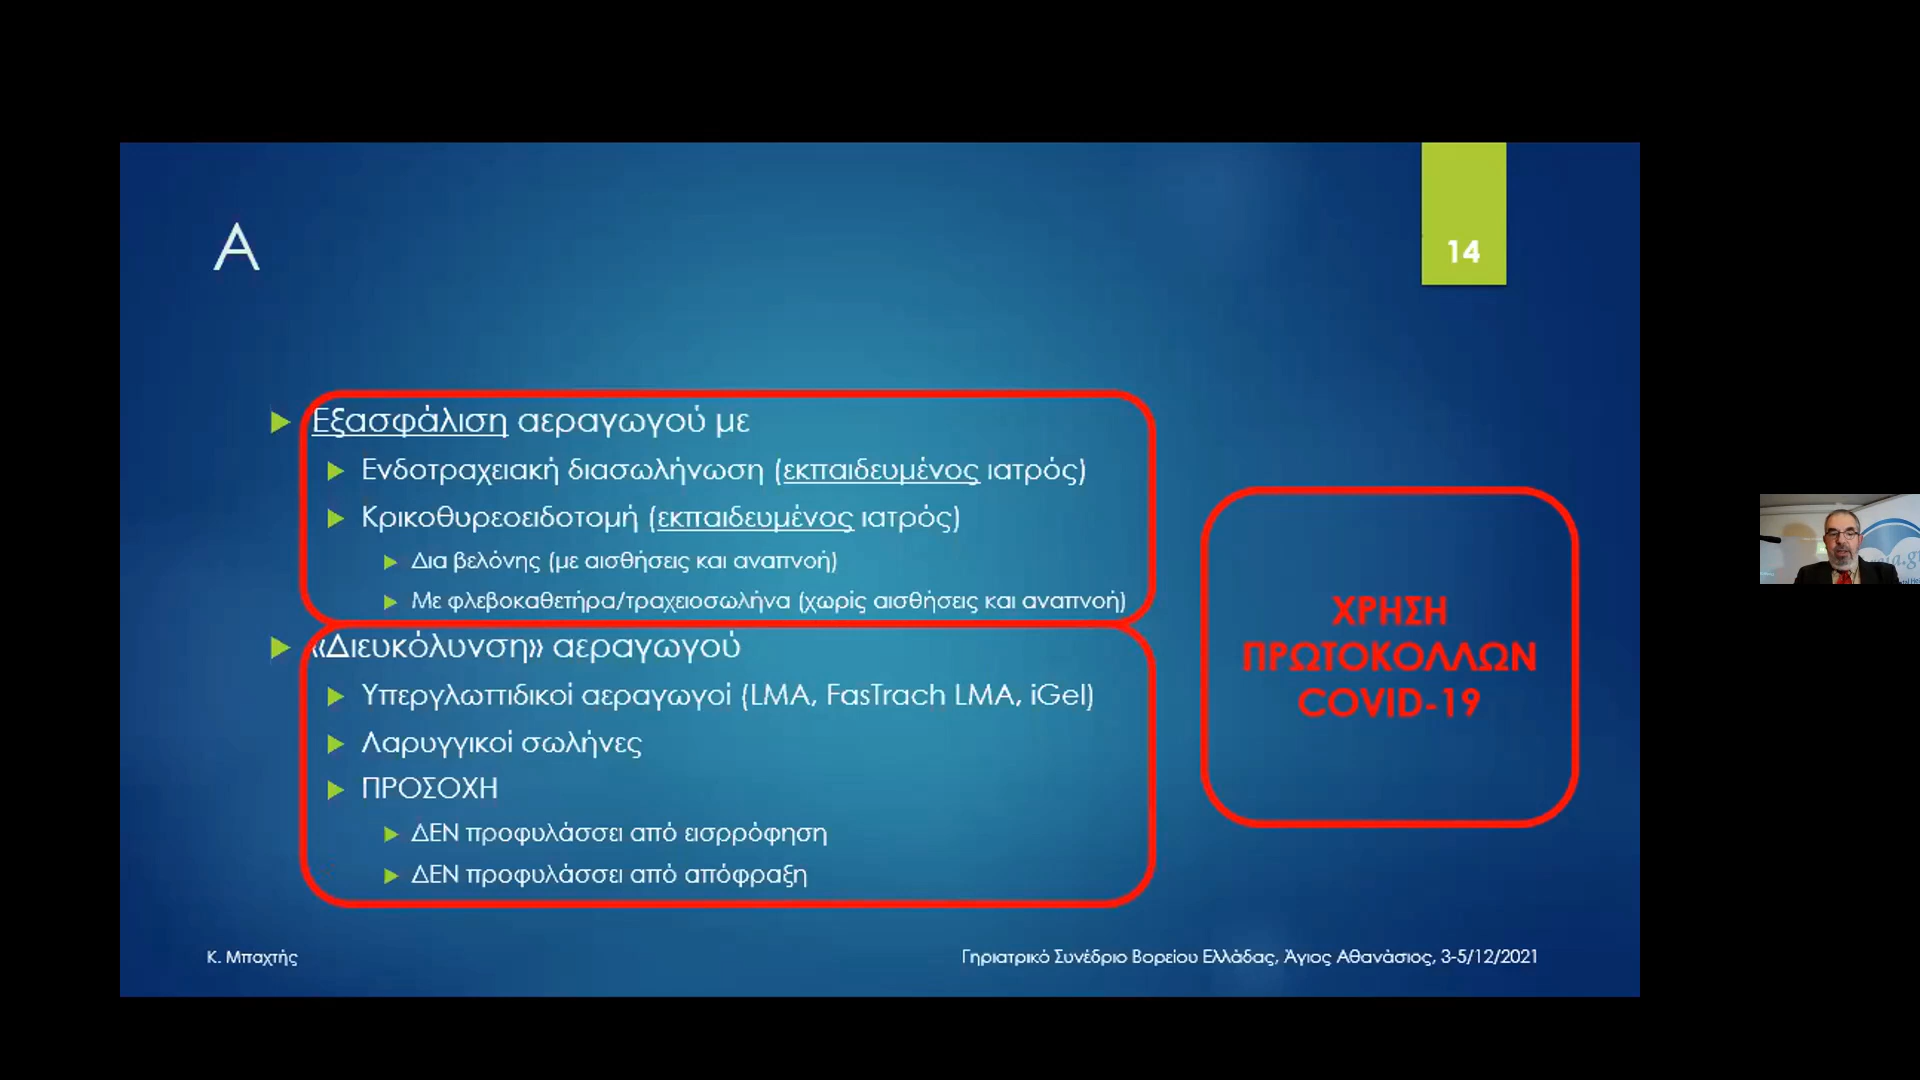 Α
14
Εξασφάλιση αεραγωγού με
Ενδοτραχειακή διασωλήνωση (εκπαιδευμένος ιατρός)
Κρικοθυρεοειδοτομή (εκπαιδευμένος ιατρός)
Δια βελόνης (με αισθήσεις και αναπνοή)
Με φλεβοκαθετήρα/τραχειοσωλήνα (χωρίς αισθήσεις και αναπνοή)
«Διευκόλυνση» αεραγωγού
Υπεργλωττιδικοί αεραγωγοί (LMA, FasTrach LMA, iGel)
Λαρυγγικοί σωλήνες
ΠΡΟΣΟΧΗ
ΔΕΝ προφυλάσσει από εισρρόφηση
ΔΕΝ προφυλάσσει από απόφραξη
ΧΡΗΣΗ
ΠΡΩΤΟΚΟΛΛΩΝ
COVID-19
Κ. Μπαχτής
Γηριατρικό Συνέδριο Βορείου Ελλάδας, Άγιος Αθανάσιος, 3-5/12/2021